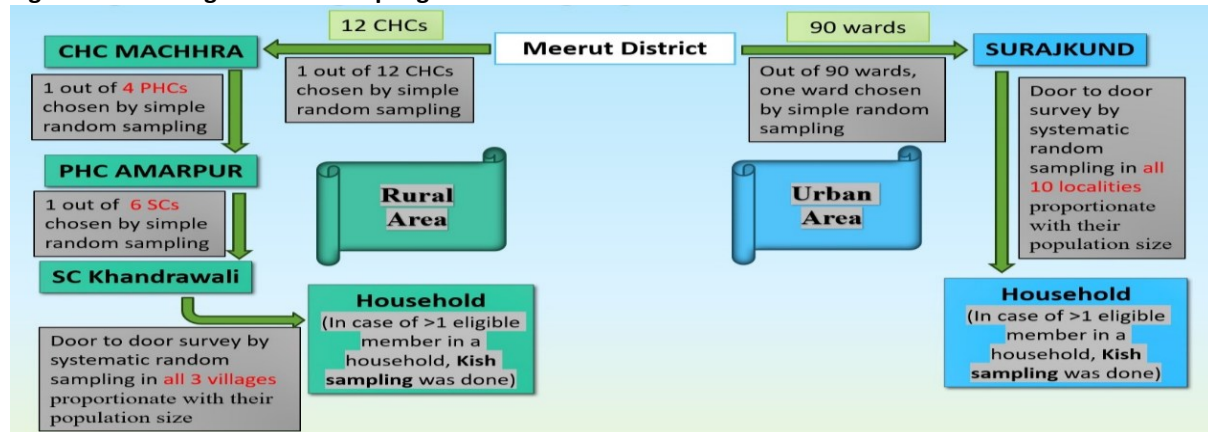 12 CHCs
Meerut District
90 wards
CHC MACHHRA
SURAJKUND
1 out of 4 PHCs
chosen by simple
random sampling
1 out of 12 CHCs
chosen by simple
random sampling
Out of 90 wards,
one ward chosen
by simple random
sampling
Door to door
survey by
systematic
random
sampling in all
10 localities
proportionate
with their
population size
PHC AMARPUR
Rural
Area
Urban
Area
1 out of 6 SCs
chosen by simple
random sampling
SC Khandrawali
Household
(In case of >1 eligible
member in a
household, Kish
sampling was done)
Household
(In case of >1 eligible
member in a
household, Kish
sampling was done)
Door to door survey by
systematic random
sampling in all 3 villages
proportionate with their
population size